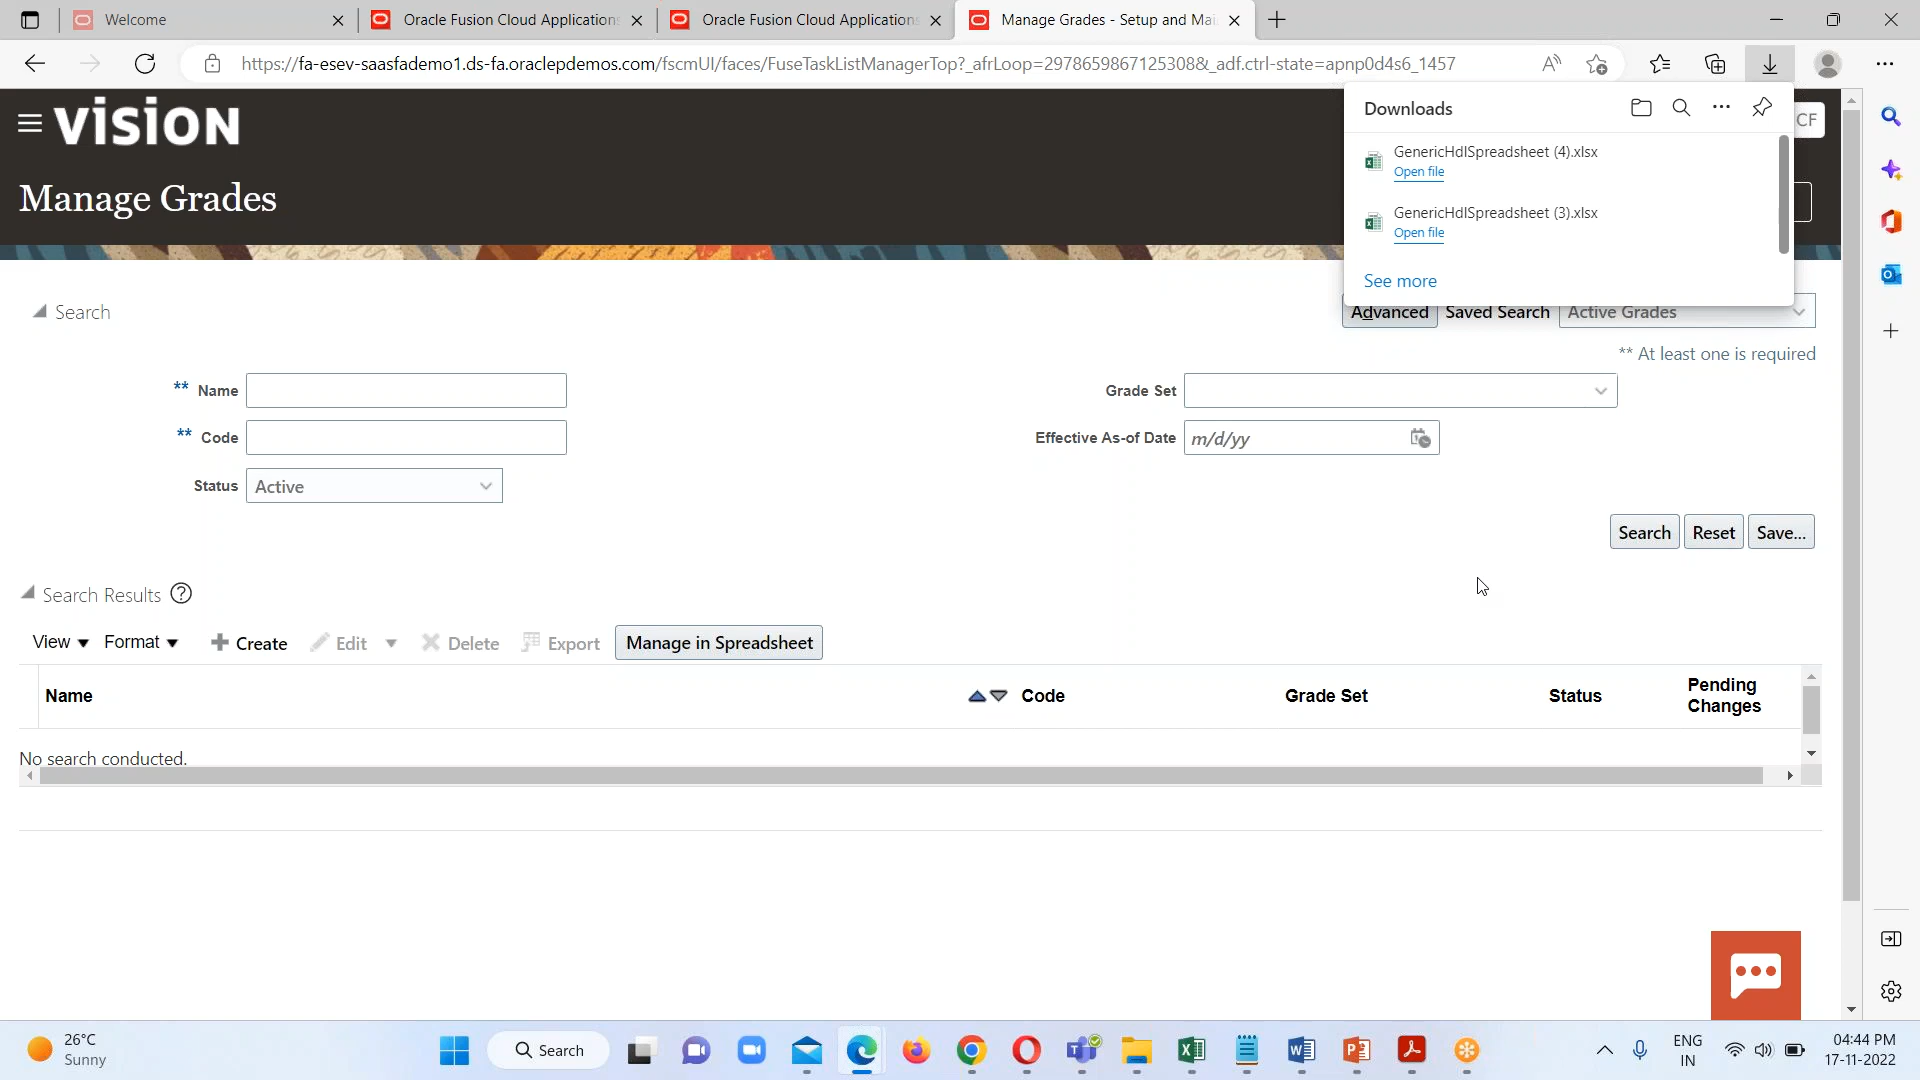 Welcome
Oracle Fusion Cloud Applications
Oracle Fusion Cloud Applications
Manage Grades - Setup and Mai
https://fa-esev-saasfademo1.ds-fa.oraclepdemos.com/fscmUI/faces/FuseTaskListManagerTop?_afrLoop=29786598671253088&_adf.ctrl-state=apnp0d4s6_1457
vision
CF
Manage Grades
Downloads
GenericHdlSpreadsheet (4).xlsx
Open file
GenericHdlSpreadsheet (3).xlsx
Open file
See more
Search
Advanced Saved Search Active Grades
** At least one is required
** Name
Grade Set
** Code
Effective As-of Date m/d/yy
Status Active
Search Reset Save...
Search Results ?
View Format Create Edit Delete Export Manage in Spreadsheet
Name Code Grade Set Status Pending Changes
No search conducted.
26°C
Sunny
Search
ENG
IN
04:44 PM
17-11-2022